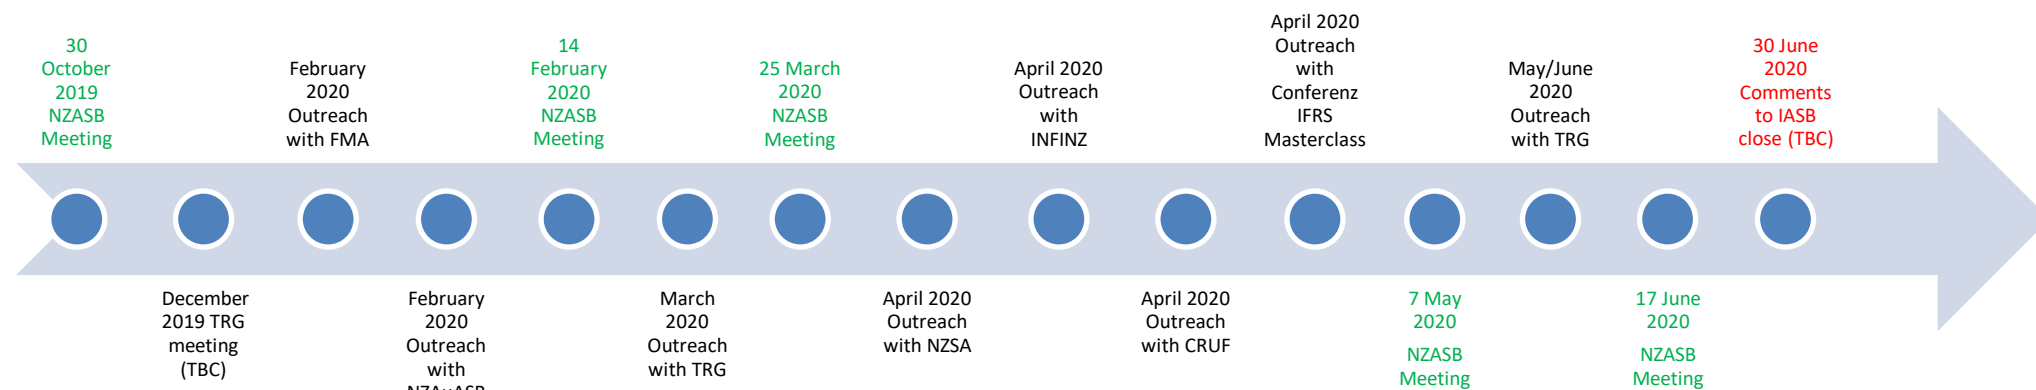 30
October
2019
NZASB
Meeting
December
2019 TRG
meeting
(TBC)
February
2020
Outreach
with FMA
February
2020
Outreach
with
14
February
2020
NZASB
Meeting
March
2020
Outreach
with TRG
25 March
2020
NZASB
Meeting
April 2020
Outreach
with NZSA
April 2020
Outreach
with
INFINZ
April 2020
Outreach
with CRUF
April 2020
Outreach
with
Conferenz
IFRS
Masterclass
7 May
2020
NZASB
Meeting
May/June
2020
Outreach
with TRG
17 June
2020
NZASB
Meeting
30 June
2020
Comments
to IASB
close (TBC)